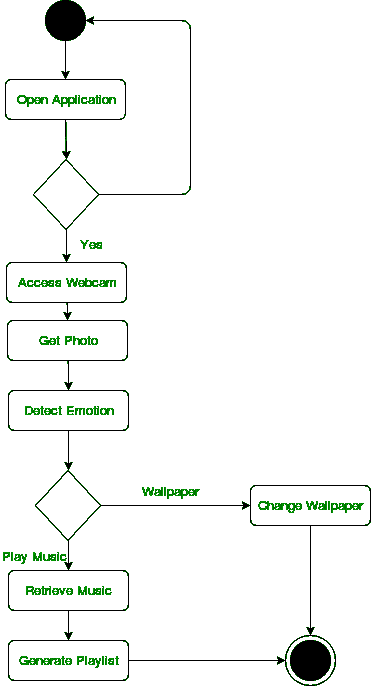 Open Application
Yes
Access Webcam
Get Photo
Detect Emotion
Wallpaper
Change Wallpaper
Play Music
Retrieve Music
Generate Playlist